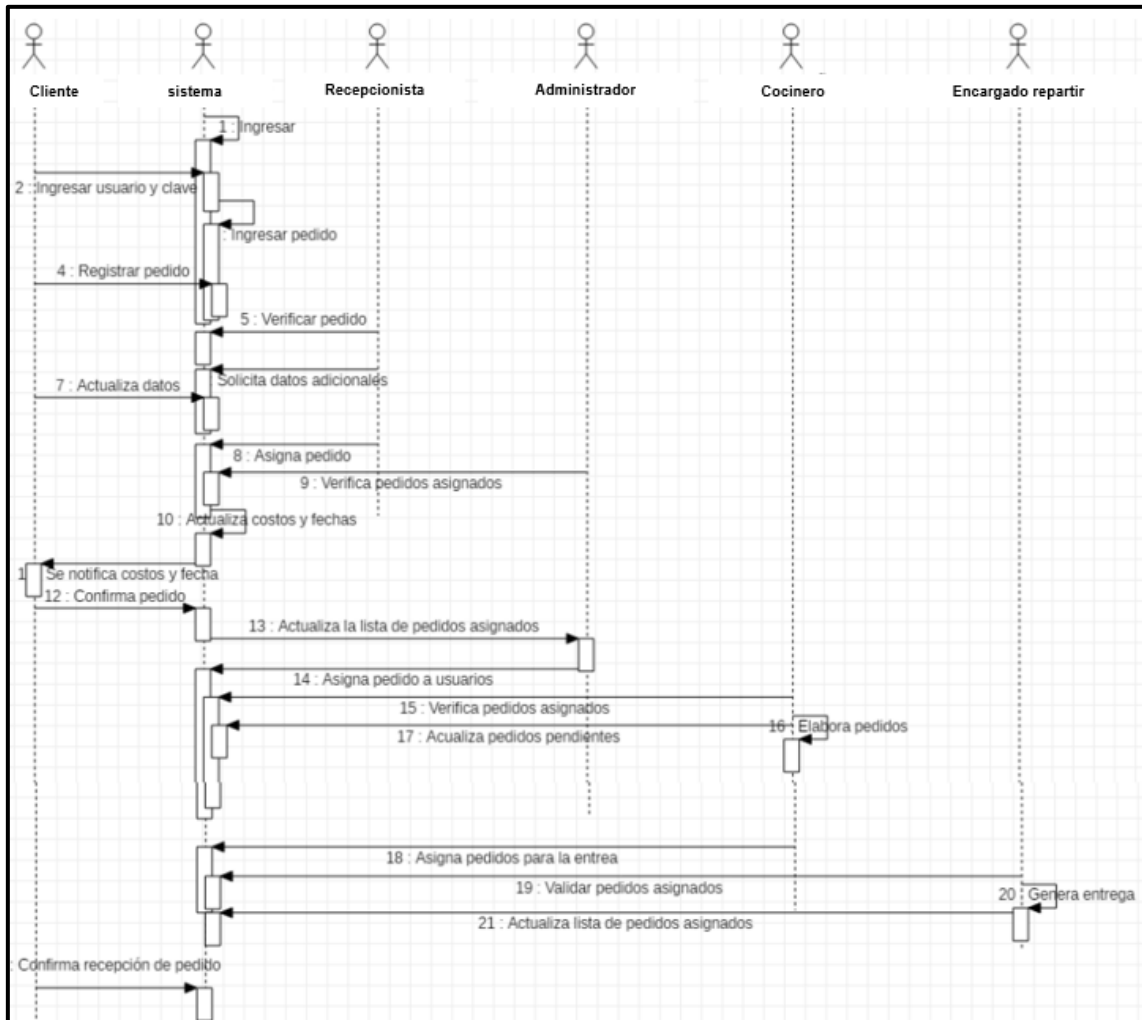 Cliente
sistema
Recepcionista
Administrador
Cocinero
Encargado repartir
1 : Ingresar
2 : Ingresar usuario y clave
: Ingresar pedido
4 : Registrar pedido
5 : Verificar pedido
Solicita datos adicionales
7 : Actualiza datos
8 : Asigna pedido
9 : Verifica pedidos asignados
10 : Actualiza costos y fechas
1 Se notifica costos y fecha
12 : Confirma pedido
13 : Actualiza la lista de pedidos asignados
14 : Asigna pedido a usuarios
15 : Verifica pedidos asignados
16 : Elabora pedidos
17 : Acualiza pedidos pendientes
18 : Asigna pedidos para la entrea
19 : Validar pedidos asignados
20 : Genera entrega
21 : Actualiza lista de pedidos asignados
: Confirma recepción de pedido